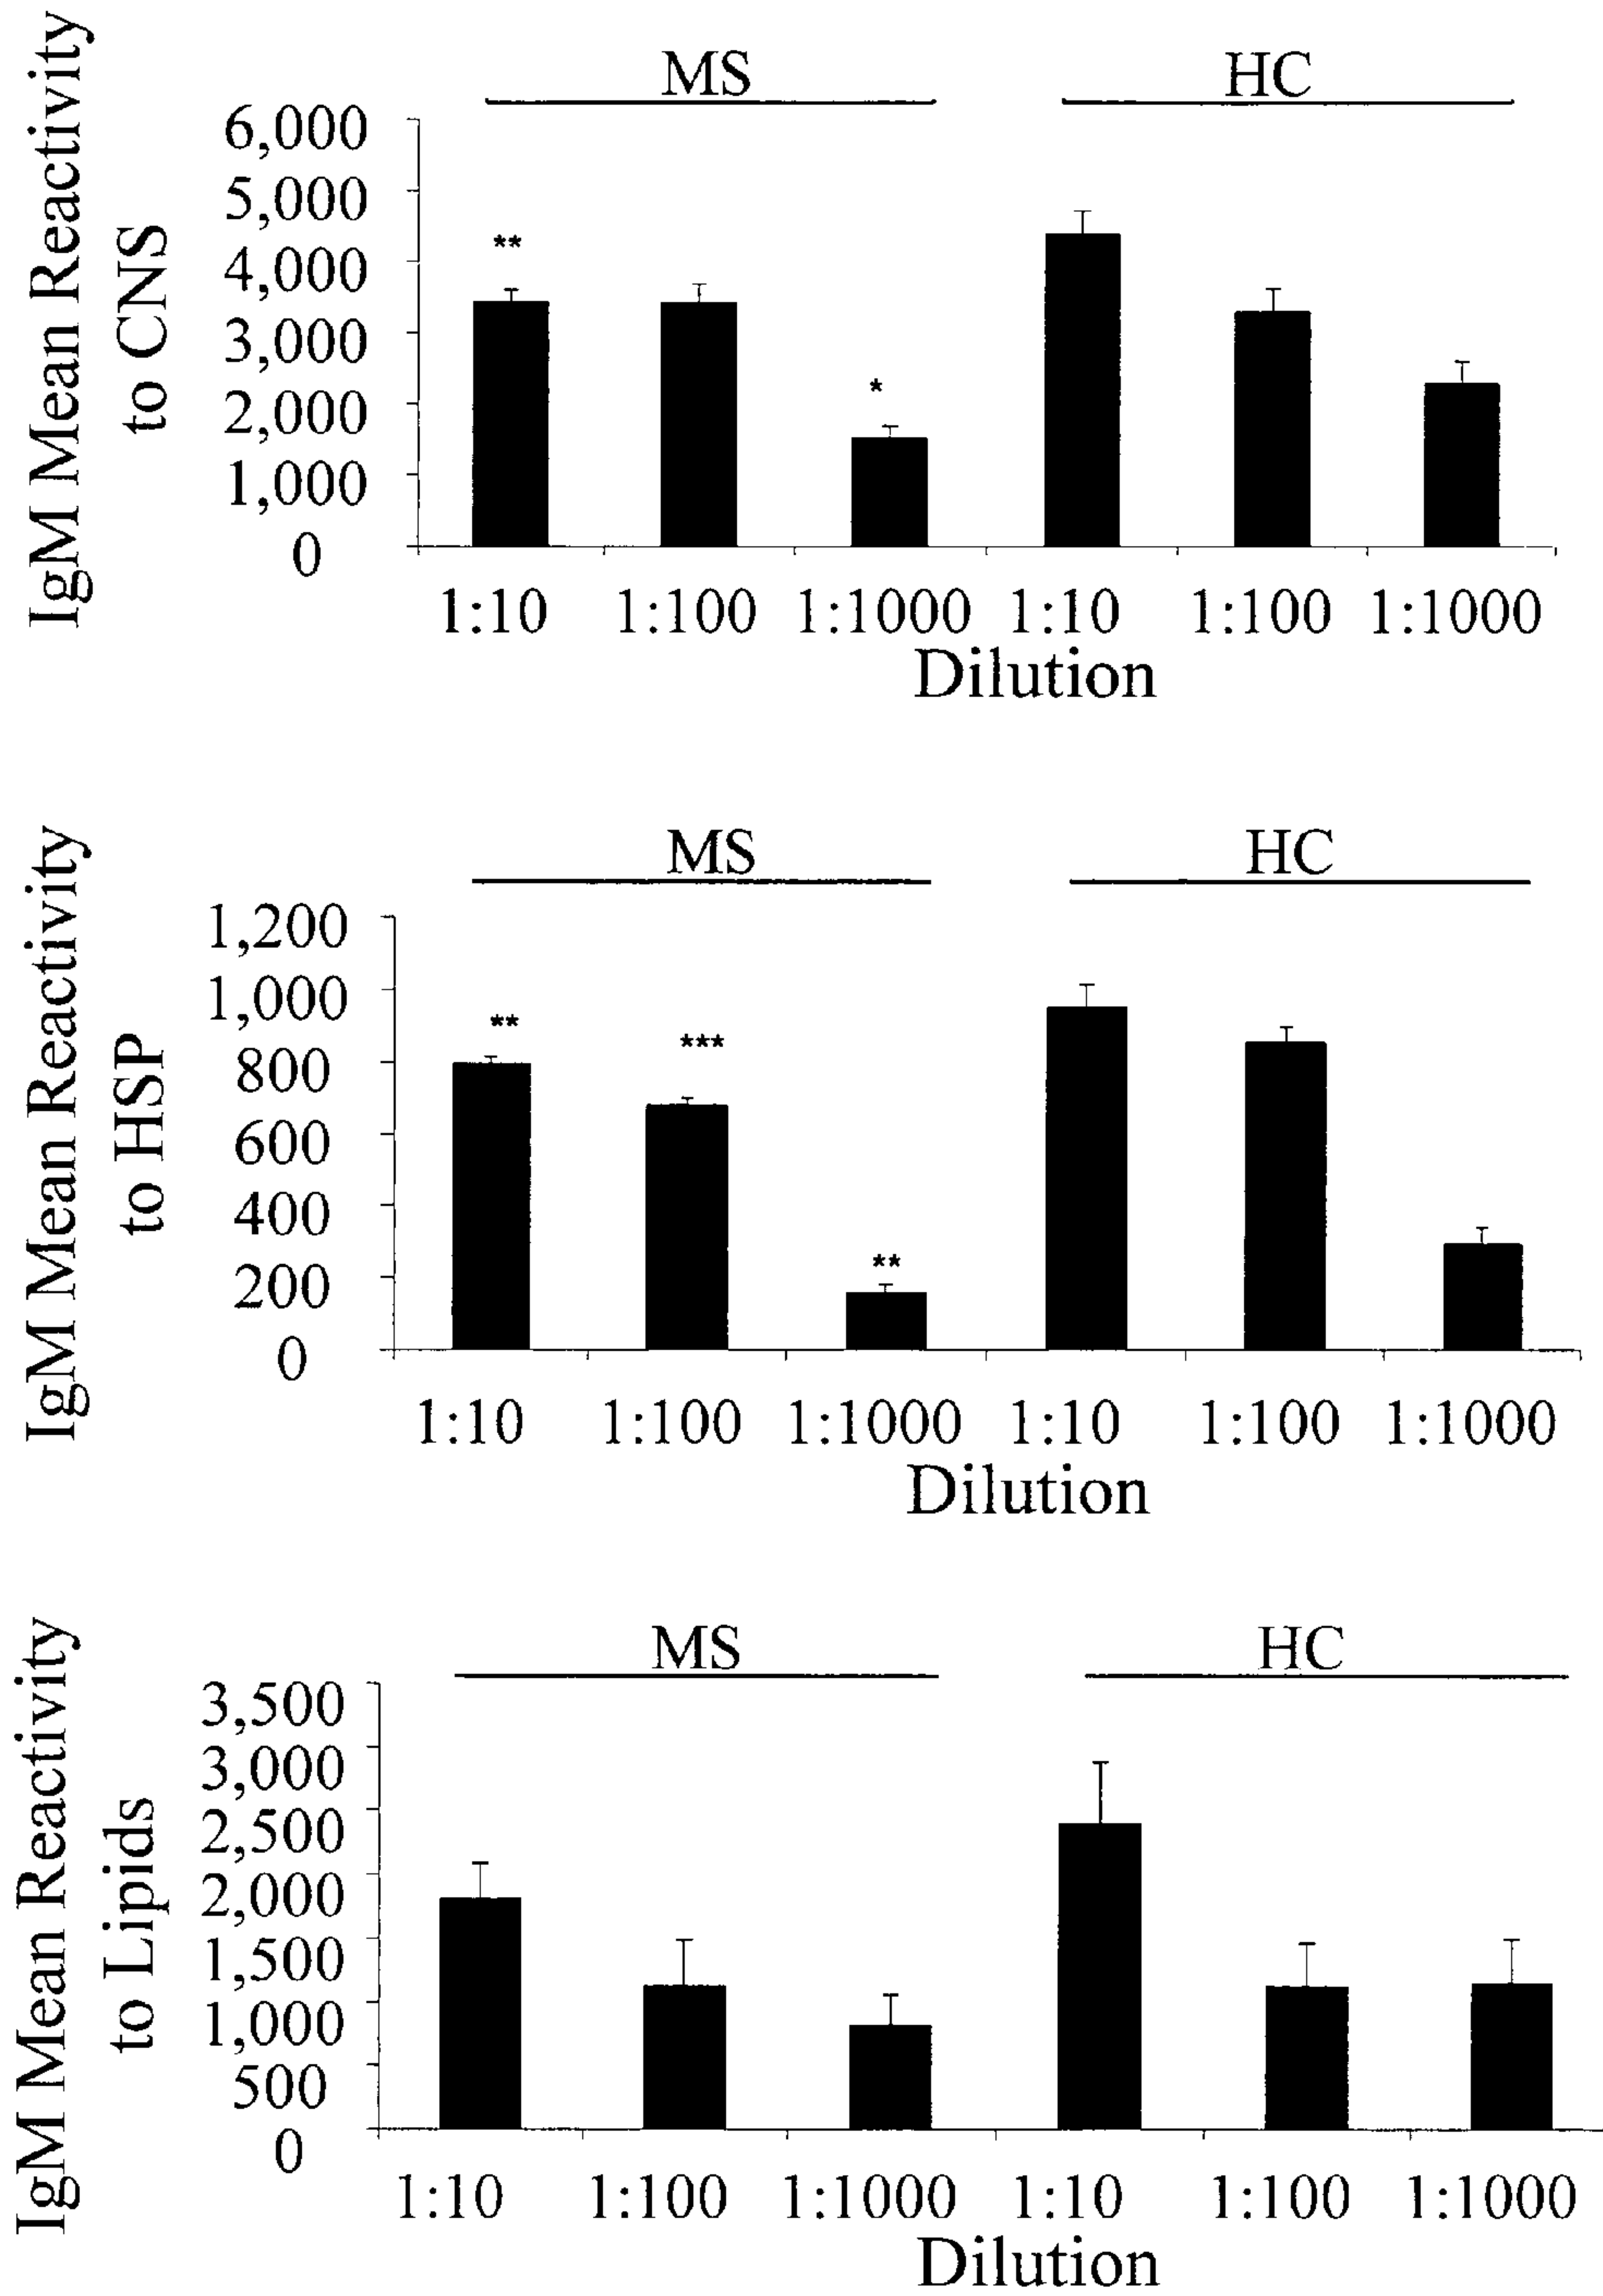 MS HC
IgM Mean Reactivity
to CNS
6,000
5,000
4,000
3,000
2,000
1,000
0
**
*
1:10 1:100 1:1000 1:10 1:100 1:1000
Dilution
MS HC
IgM Mean Reactivity
to HSP
1,200
1,000
800
600
400
200
0
**
***
**
1:10 1:100 1:1000 1:10 1:100 1:1000
Dilution
MS HC
IgM Mean Reactivity
to Lipids
3,500
3,000
2,500
2,000
1,500
1,000
500
0
1:10 1:100 1:1000 1:10 1:100 1:1000
Dilution